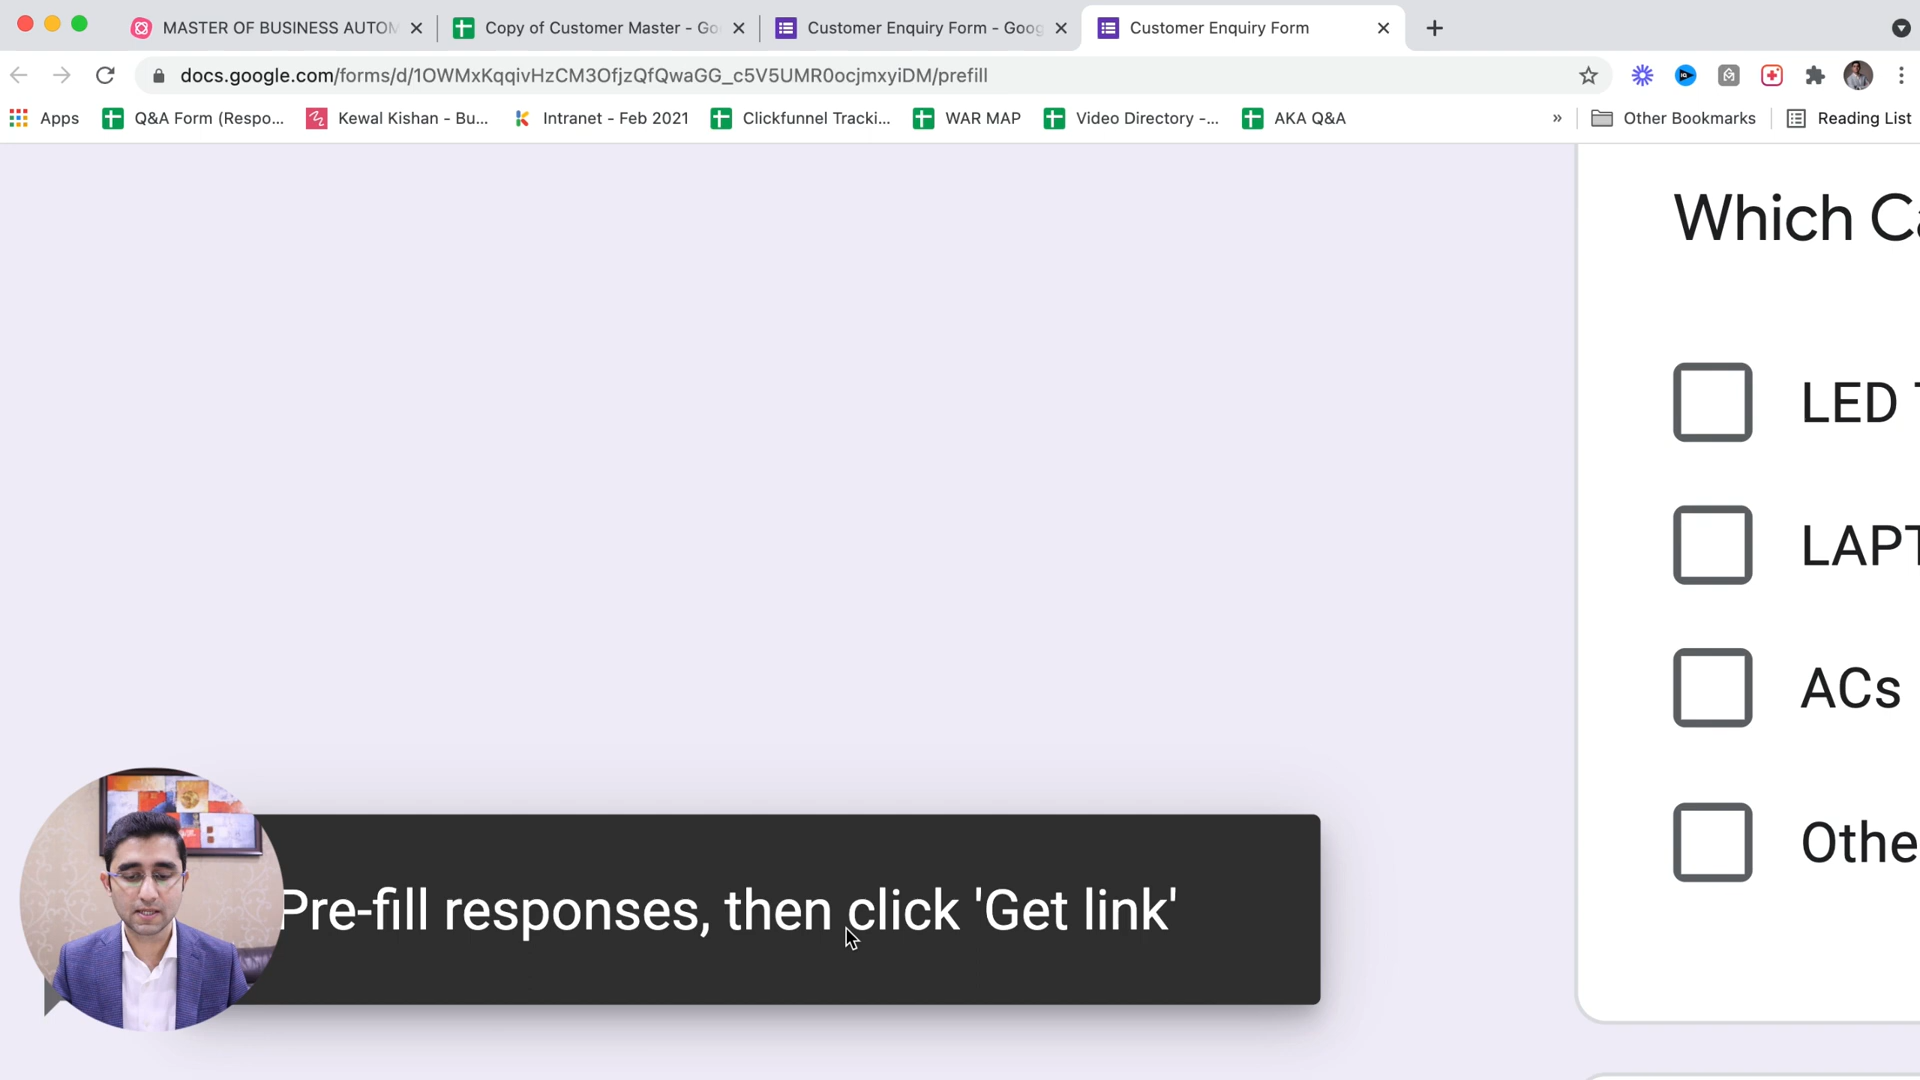 MASTER OF BUSINESS AUTOM
Copy of Customer Master - Go
Customer Enquiry Form - Goog
Customer Enquiry Form
docs.google.com/forms/d/1OWMxKqqivHzCM3OfjzQfQwaGG_c5V5UMR0ocjmxyiDM/prefill
Apps
Q&A Form (Respo...
Kewal Kishan - Bu...
Intranet - Feb 2021
Clickfunnel Tracki...
WAR MAP
Video Directory -...
AKA Q&A
»
Other Bookmarks
Reading List
Which Ca
LED T
LAPT
ACs
Othe
Pre-fill responses, then click 'Get link'